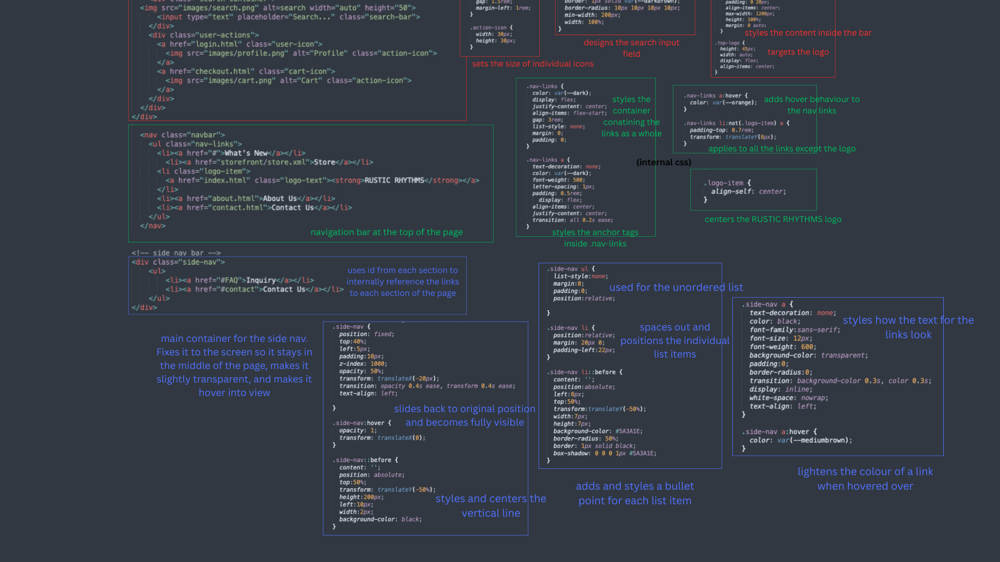 <img src="images/search.png" alt=search width="auto" height="50">
<input type="text" placeholder="Search..." class="search-bar">
</div>
<div class="user-actions">
<a href="login.html" class="user-icon">
<img src="images/profile.png" alt="Profile" class="action-icon">
</a>
<a href="checkout.html" class="cart-icon">
<img src="images/cart.png" alt="Cart" class="action-icon">
</a>
</div>
</div>
</div>
gap: 1.5rem;
margin-left: 1rem;
}
.action-icon {
width: 30px;
height: 30px;
}
sets the size of individual icons
border: 1px solid var(--darkbrown);
border-radius: 10px 10px 10px 10px;
min-width: 200px;
width: 100%;
}
designs the search input
field
padding: 0 20px;
align-items: center;
max-width: 1200px;
height: 100%;
margin: 0 auto;
}
styles the content inside the bar
.top-logo {
height: 45px;
width: auto;
display: flex;
align-items: center;
}
targets the logo
<nav class="navbar">
<ul class="nav-links">
<li><a href="#">What's New</a></li>
<li><a href="storefront/store.xml">Store</a></li>
<li class="logo-item">
<a href="index.html" class="logo-text"><strong>RUSTIC RHYTHMS</strong></a>
</li>
<li><a href="about.html">About Us</a></li>
<li><a href="contact.html">Contact Us</a></li>
</ul>
</nav>
navigation bar at the top of the page
.nav-links {
color: var(--dark);
display: flex;
justify-content: center;
align-items: flex-start;
gap: 3rem;
list-style: none;
margin: 0;
padding: 0;
}
styles the
container
conatining the
links as a whole
.nav-links a {
text-decoration: none;
color: var(--dark);
font-weight: 500;
letter-spacing: 1px;
padding: 0.5rem;
display: flex;
align-items: center;
justify-content: center;
transition: all 0.2s ease;
}
styles the anchor tags
inside .nav-links
.nav-links a:hover {
color: var(--orange);
}
adds hover behaviour to
the nav links
.nav-links li:not(.logo-item) a {
padding-top: 0.7rem;
transform: translateY(8px);
}
applies to all the links except the logo
(internal css)
.logo-item {
align-self: center;
}
centers the RUSTIC RHYTHMS logo
<!-- side nav bar -->
<div class="side-nav">
<ul>
<li><a href="#FAQ">Inquiry</a></li>
<li><a href="#contact">Contact Us</a></li>
</ul>
</div>
uses id from each section to
internally reference the links
to each section of the page
main container for the side nav.
Fixes it to the screen so it stays in
the middle of the page, makes it
slightly transparent, and makes it
hover into view
.side-nav {
position: fixed;
top:40%;
left:5px;
padding:10px;
z-index: 1000;
opacity: 50%;
transform: translateX(-20px);
transition: opacity 0.4s ease, transform 0.4s ease;
text-align: left;
}
slides back to original position
and becomes fully visible
.side-nav:hover {
opacity: 1;
transform: translateX(0);
}
.side-nav::before {
content: '';
position: absolute;
top:50%;
transform: translateY(-50%);
height:200px;
left:10px;
width:2px;
background-color: black;
}
styles and centers the
vertical line
.side-nav ul {
list-style:none;
margin:0;
padding:0;
position:relative;
}
used for the unordered list
.side-nav li {
position:relative;
margin: 20px 0;
padding-left:22px;
}
spaces out and
positions the individual
list items
.side-nav li::before {
content: '';
position:absolute;
left:8px;
top:50%;
transform:translateY(-50%);
width:7px;
height:7px;
background-color: #5A3A1E;
border-radius: 50%;
border: 1px solid black;
box-shadow: 0 0 0 1px #5A3A1E;
}
adds and styles a bullet
point for each list item
.side-nav a {
text-decoration: none;
color: black;
font-family:sans-serif;
font-size: 12px;
font-weight: 600;
background-color: transparent;
padding:0;
border-radius:0;
transition: background-color 0.3s, color 0.3s;
display: inline;
white-space: nowrap;
text-align: left;
}
styles how the text for the
links look
.side-nav a:hover {
color: var(--mediumbrown);
}
lightens the colour of a link
when hovered over